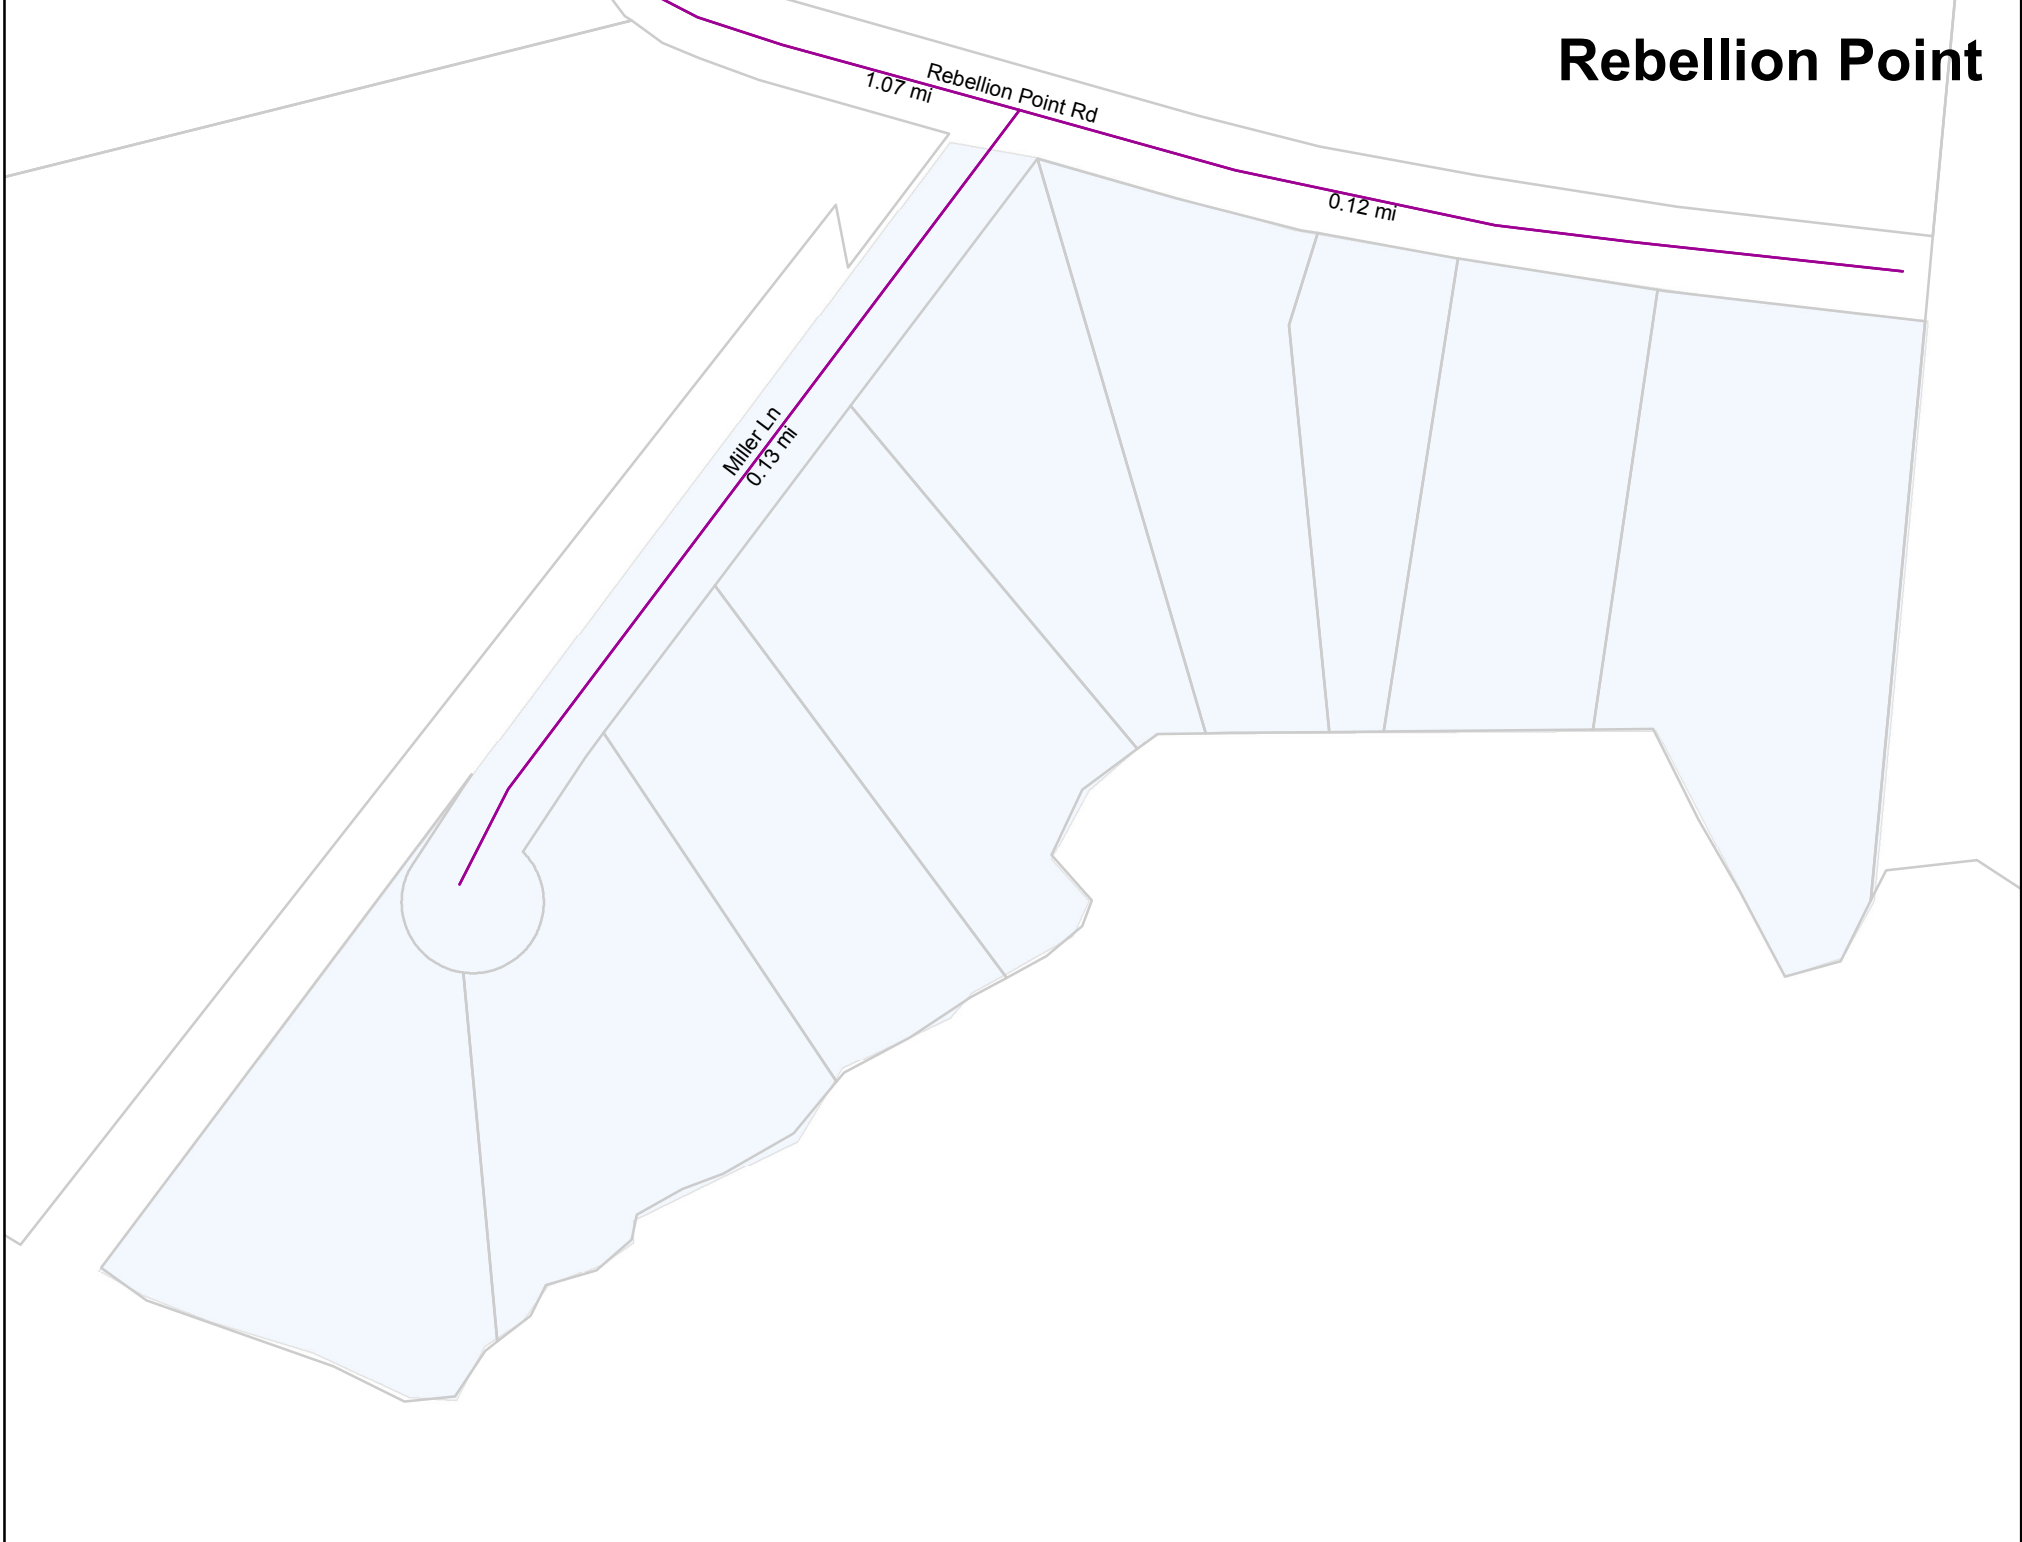 Rebellion Point
Rebellion Point Rd
1.07 mi
0.12 mi
Miller Ln
0.13 mi